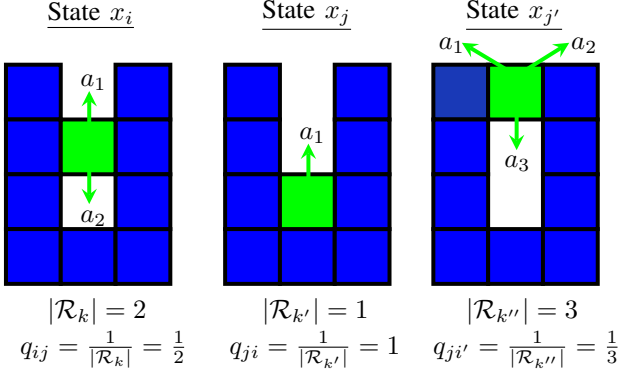 State $x_i$ State $x_j$ State $x_{j'}$
$a_1$ $a_2$
$a_1$
$a_1$
$a_3$
$a_2$
$|\mathcal{R}_k| = 2$ $|\mathcal{R}_{k'}| = 1$ $|\mathcal{R}_{k''}| = 3$
$q_{ij} = \frac{1}{|\mathcal{R}_k|} = \frac{1}{2}$ $q_{ji} = \frac{1}{|\mathcal{R}_{k'}|} = 1$ $q_{ji'} = \frac{1}{|\mathcal{R}_{k''}|} = \frac{1}{3}$